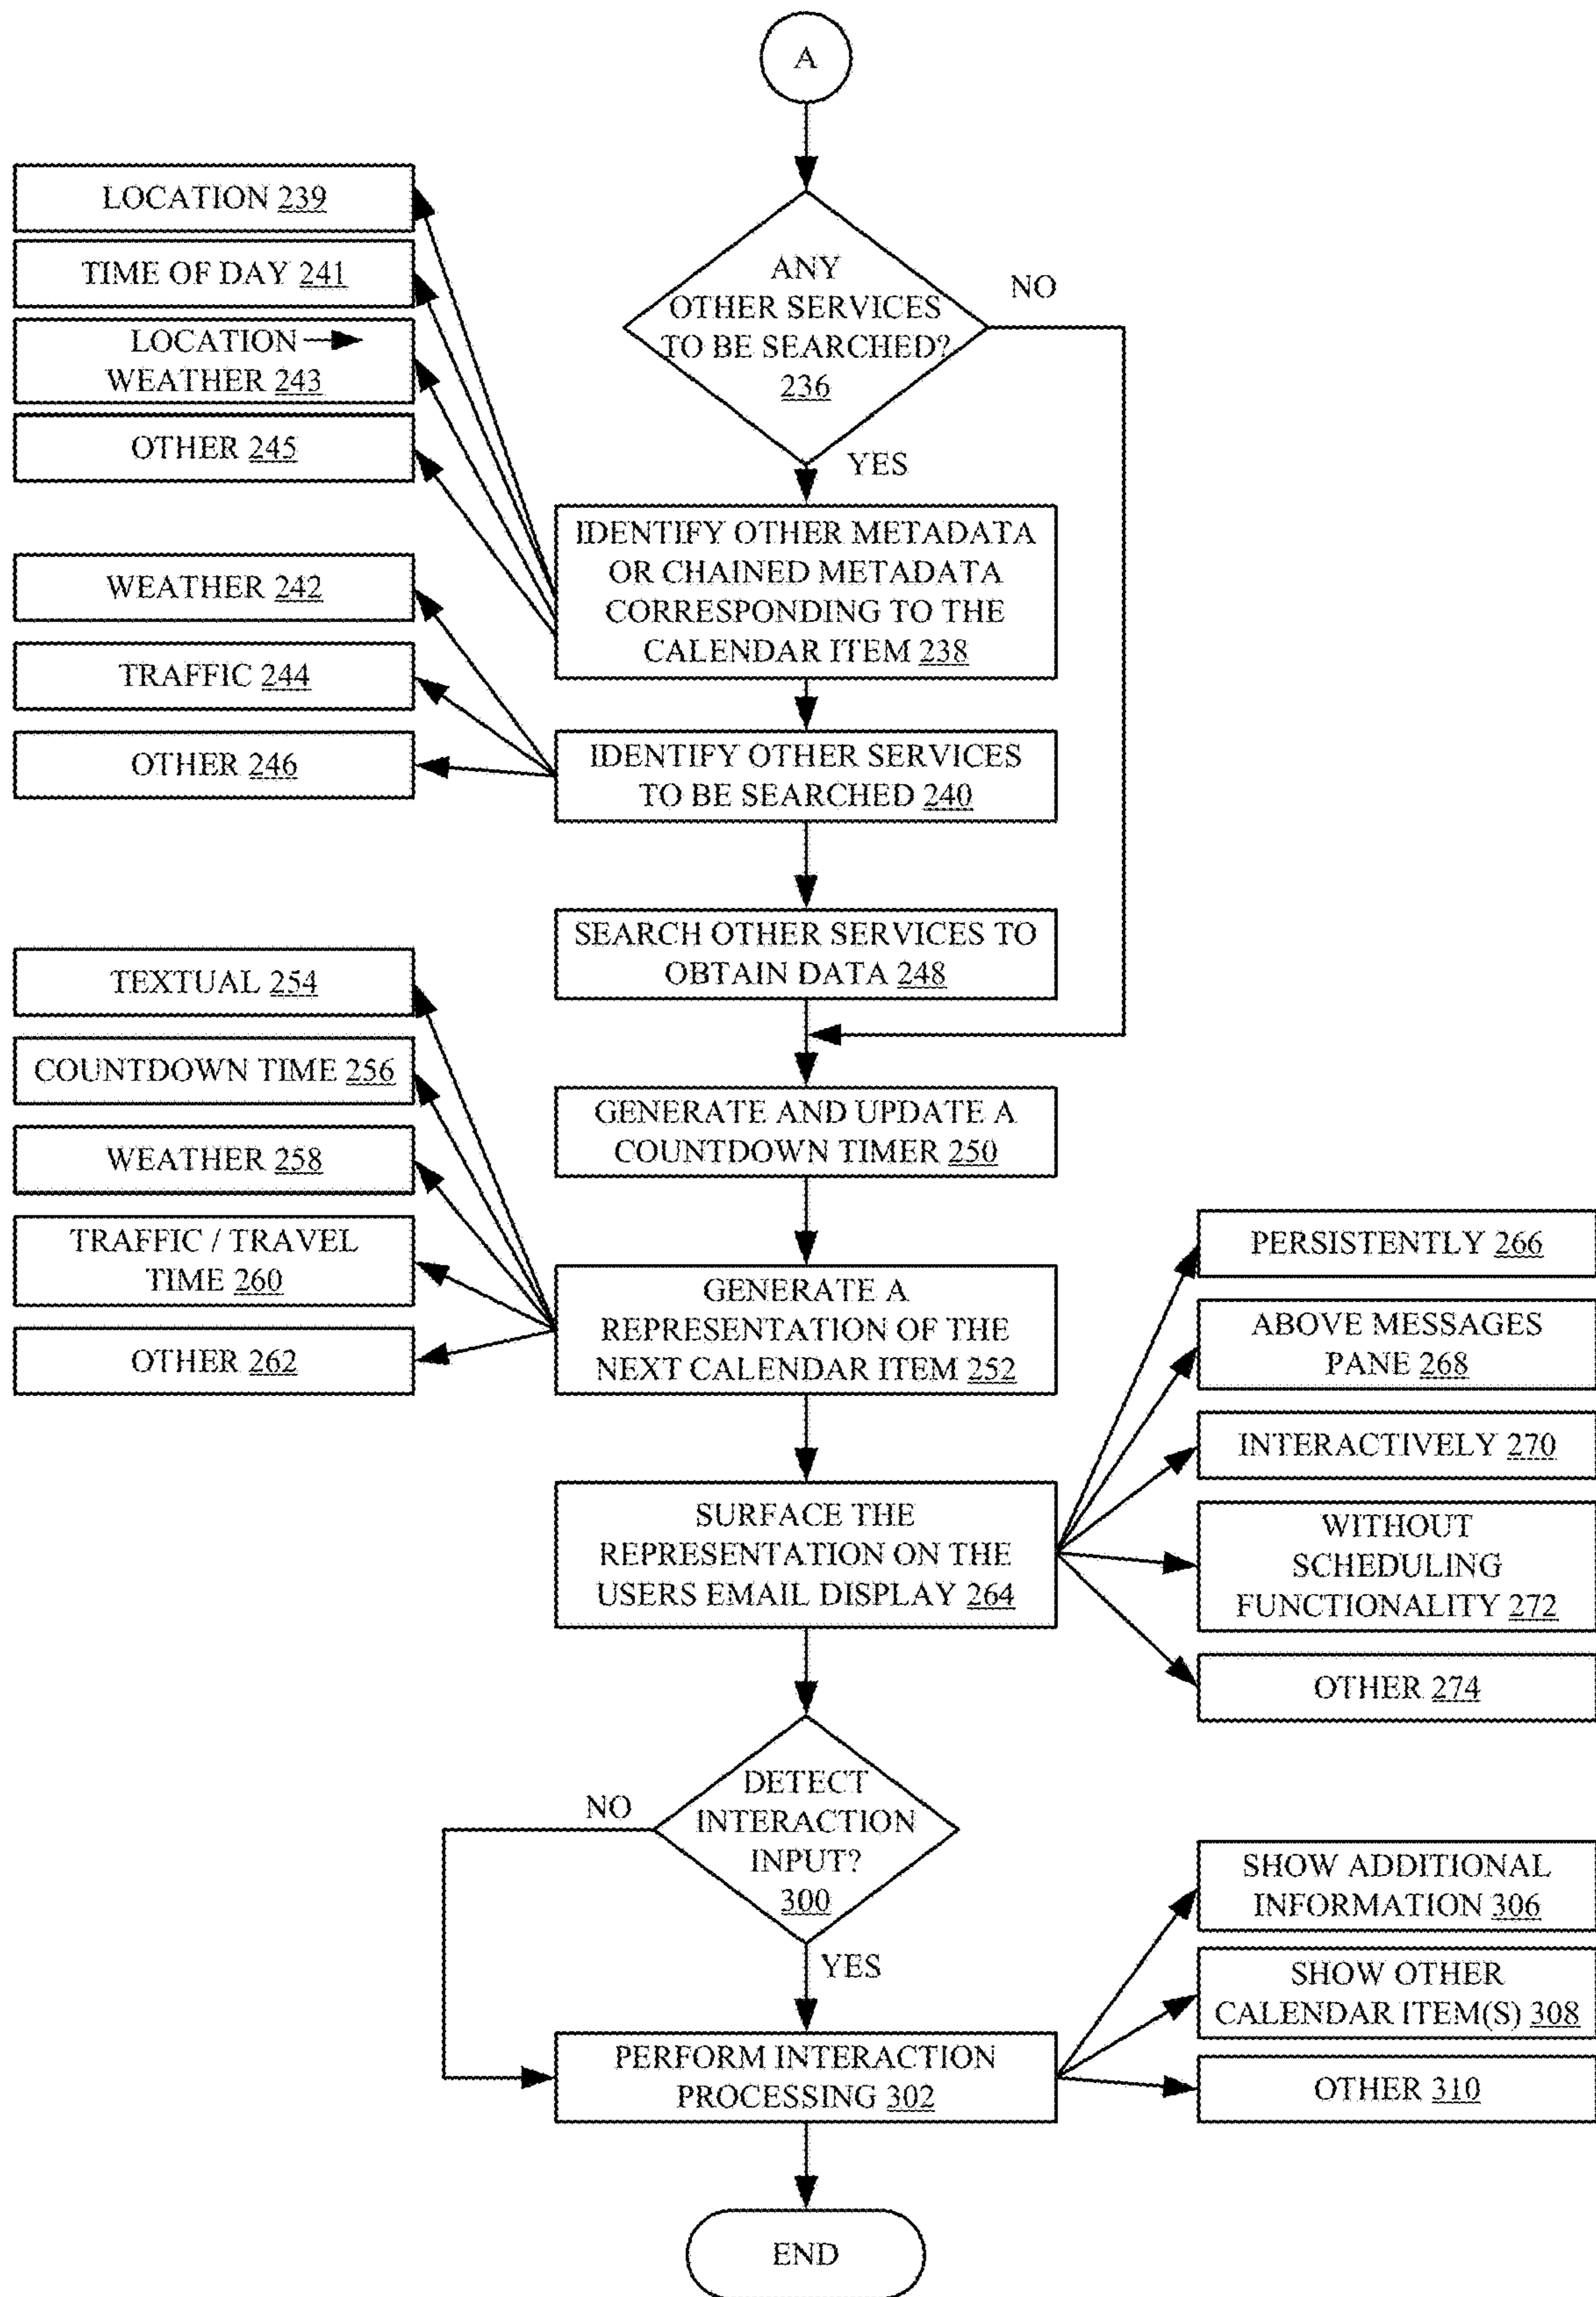 A
ANY
OTHER SERVICES
TO BE SEARCHED?
236
NO
YES
LOCATION 239
TIME OF DAY 241
LOCATION →
WEATHER 243
OTHER 245
IDENTIFY OTHER METADATA
OR CHAINED METADATA
CORRESPONDING TO THE
CALENDAR ITEM 238
WEATHER 242
TRAFFIC 244
OTHER 246
IDENTIFY OTHER SERVICES
TO BE SEARCHED 240
SEARCH OTHER SERVICES TO
OBTAIN DATA 248
GENERATE AND UPDATE A
COUNTDOWN TIMER 250
TEXTUAL 254
COUNTDOWN TIME 256
WEATHER 258
TRAFFIC / TRAVEL
TIME 260
OTHER 262
GENERATE A
REPRESENTATION OF THE
NEXT CALENDAR ITEM 252
SURFACE THE
REPRESENTATION ON THE
USERS EMAIL DISPLAY 264
PERSISTENTLY 266
ABOVE MESSAGES
PANE 268
INTERACTIVELY 270
WITHOUT
SCHEDULING
FUNCTIONALITY 272
OTHER 274
DETECT
INTERACTION
INPUT?
300
NO
YES
PERFORM INTERACTION
PROCESSING 302
SHOW ADDITIONAL
INFORMATION 306
SHOW OTHER
CALENDAR ITEM(S) 308
OTHER 310
END